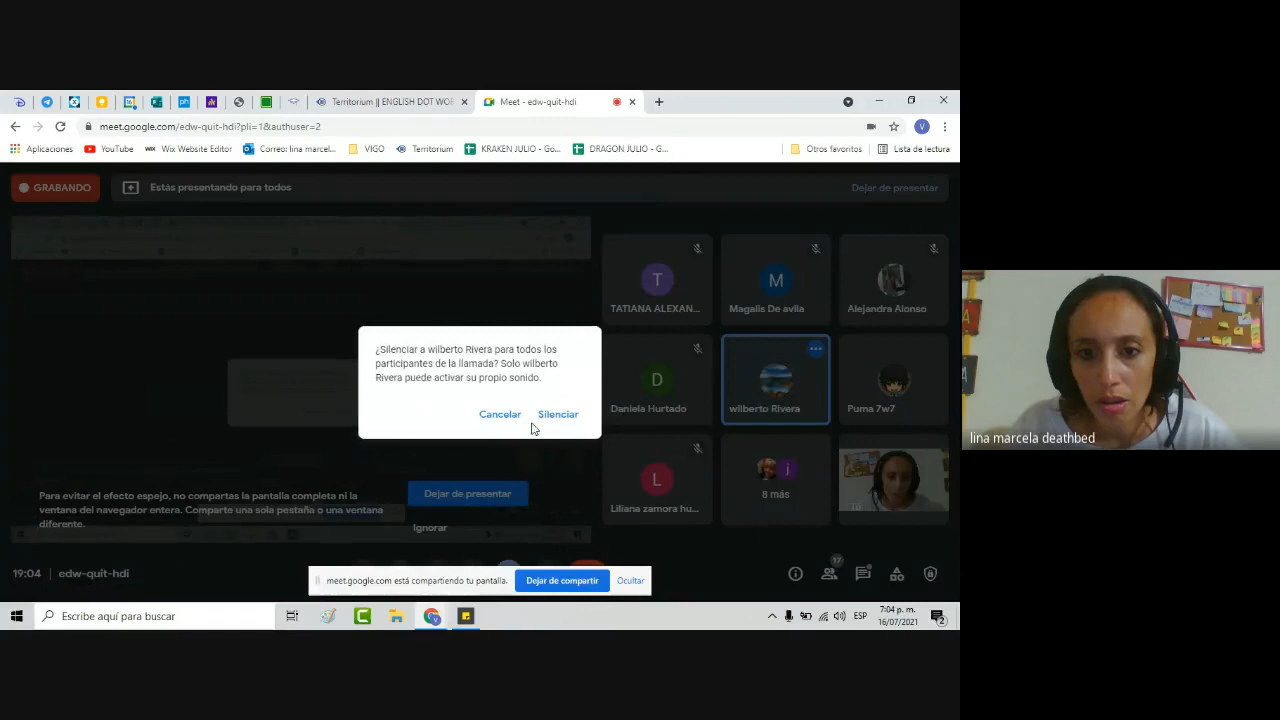 Territorium || ENGLISH DOT WOR
Meet - edw-quit-hdi
meet.google.com/edw-quit-hdi?pli=1&authuser=2
V
Aplicaciones
YouTube
WIX Wix Website Editor
Correo: lina marcel...
VIGO
Territorium
KRAKEN JULIO - Go...
DRAGON JULIO - G...
Otros favoritos
Lista de lectura
GRABANDO
Estás presentando para todos
Dejar de presentar
T
TATIANA ALEXAN...
M
Magalis De avila
Alejandra Alonso
¿Silenciar a wilberto Rivera para todos los
participantes de la llamada? Solo wilberto
Rivera puede activar su propio sonido.
Cancelar
Silenciar
D
Daniela Hurtado
wilberto Rivera
Puma 7w7
lina marcela deathbed
L
Liliana zamora hu...
j
8 más
Para evitar el efecto espejo, no compartas la pantalla completa ni la
ventana del navegador entera. Comparte una sola pestaña o una ventana
diferente.
Dejar de presentar
Ignorar
19:04 | edw-quit-hdi
17
meet.google.com está compartiendo tu pantalla.
Dejar de compartir
Ocultar
Escribe aquí para buscar
ESP
7:04 p. m.
16/07/2021
2